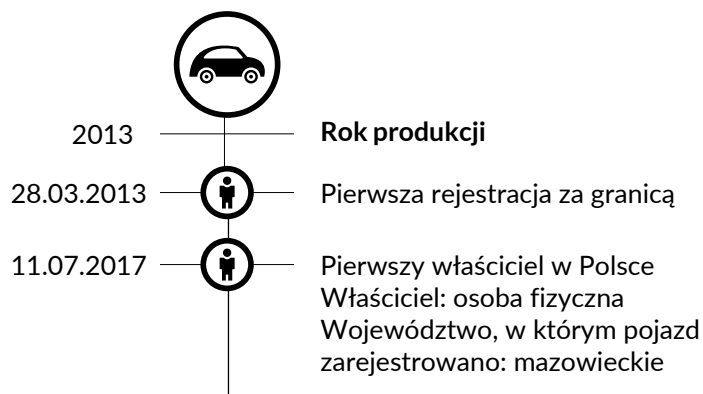 2013 Rok produkcji
28.03.2013 Pierwsza rejestracja za granicą
11.07.2017 Pierwszy właściciel w Polsce
Właściciel: osoba fizyczna
Województwo, w którym pojazd
zarejestrowano: mazowieckie